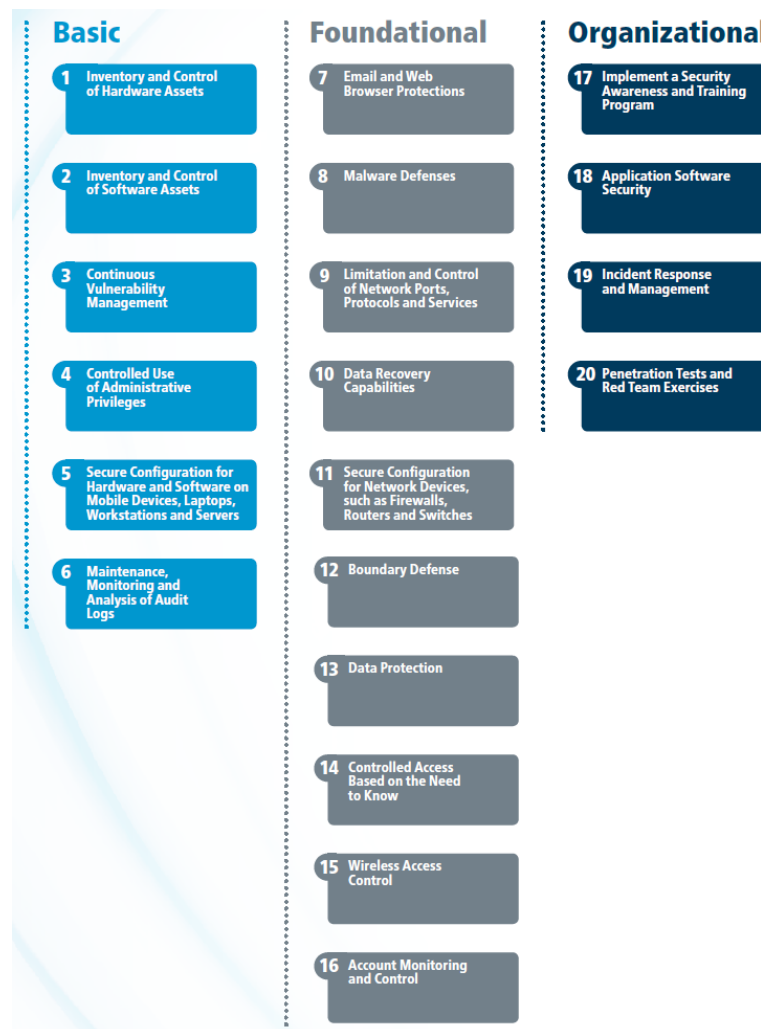 Basic
1 Inventory and Control
of Hardware Assets
2 Inventory and Control
of Software Assets
3 Continuous
Vulnerability
Management
4 Controlled Use
of Administrative
Privileges
5 Secure Configuration for
Hardware and Software on
Mobile Devices, Laptops,
Workstations and Servers
6 Maintenance,
Monitoring and
Analysis of Audit
Logs
Foundational
7 Email and Web
Browser Protections
8 Malware Defenses
9 Limitation and Control
of Network Ports,
Protocols and Services
10 Data Recovery
Capabilities
11 Secure Configuration
for Network Devices,
such as Firewalls,
Routers and Switches
12 Boundary Defense
13 Data Protection
14 Controlled Access
Based on the Need
to Know
15 Wireless Access
Control
16 Account Monitoring
and Control
Organizational
17 Implement a Security
Awareness and Training
Program
18 Application Software
Security
19 Incident Response
and Management
20 Penetration Tests and
Red Team Exercises